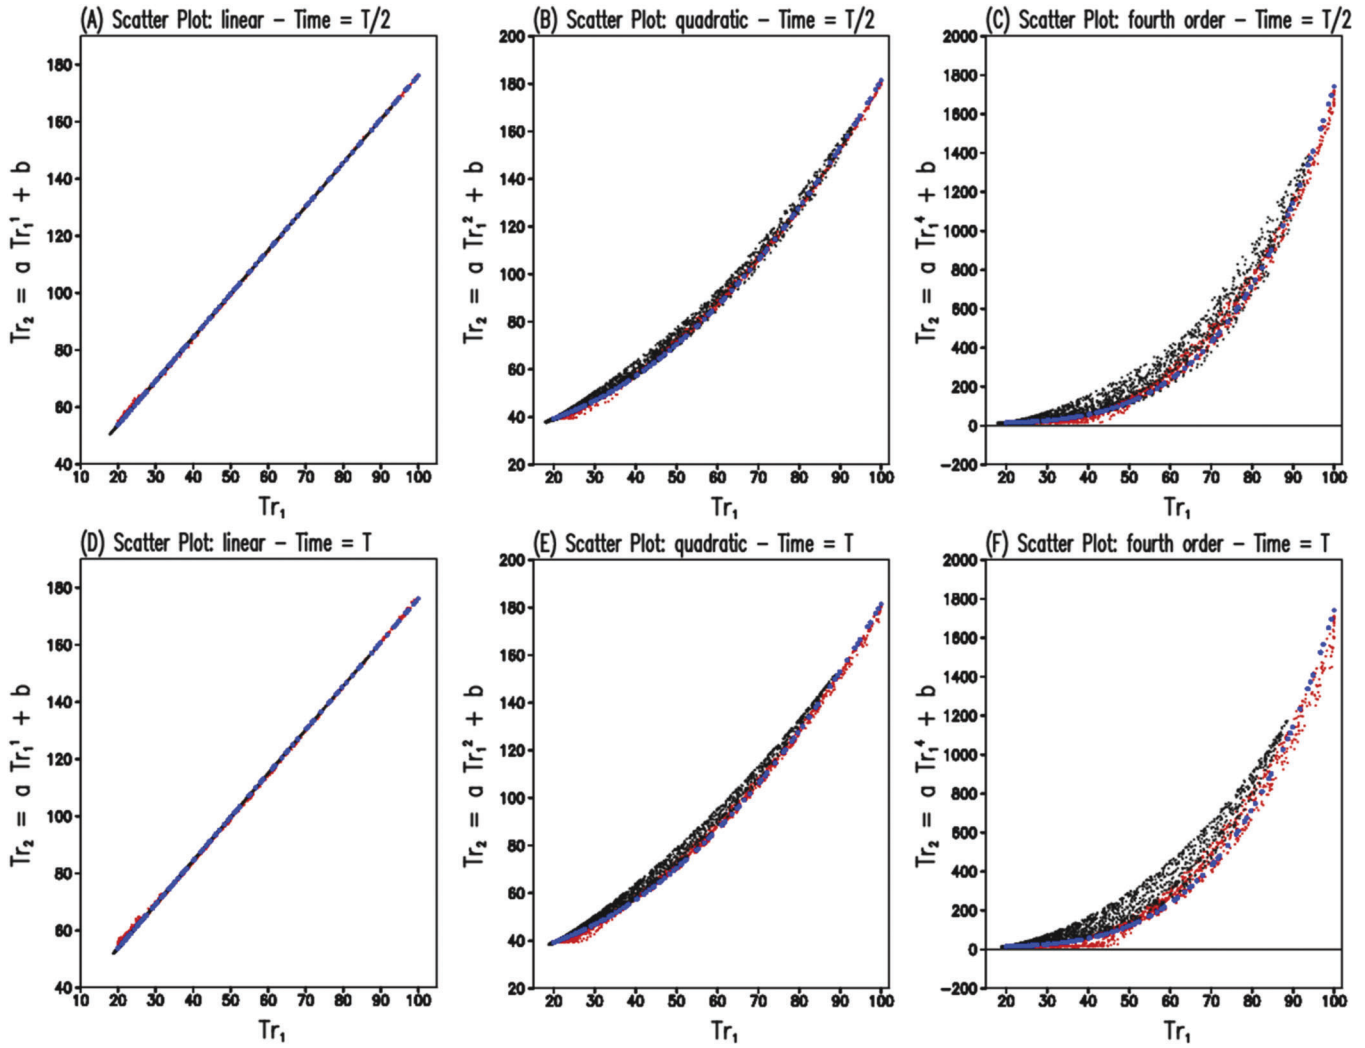 (A) Scatter Plot: linear – Time = T/2
(B) Scatter Plot: quadratic – Time = T/2
(C) Scatter Plot: fourth order – Time = T/2
Tr₂ = a Tr₁¹ + b
180
160
140
120
100
80
60
40
10 20 30 40 50 60 70 80 90 100
Tr₁
Tr₂ = a Tr₁² + b
200
180
160
140
120
100
80
60
40
20
20 30 40 50 60 70 80 90 100
Tr₁
Tr₂ = a Tr₁⁴ + b
2000
1800
1600
1400
1200
1000
800
600
400
200
0
−200
20 30 40 50 60 70 80 90 100
Tr₁
(D) Scatter Plot: linear – Time = T
(E) Scatter Plot: quadratic – Time = T
(F) Scatter Plot: fourth order – Time = T
Tr₂ = a Tr₁¹ + b
180
160
140
120
100
80
60
40
10 20 30 40 50 60 70 80 90 100
Tr₁
Tr₂ = a Tr₁² + b
200
180
160
140
120
100
80
60
40
20
20 30 40 50 60 70 80 90 100
Tr₁
Tr₂ = a Tr₁⁴ + b
2000
1800
1600
1400
1200
1000
800
600
400
200
0
−200
20 30 40 50 60 70 80 90 100
Tr₁